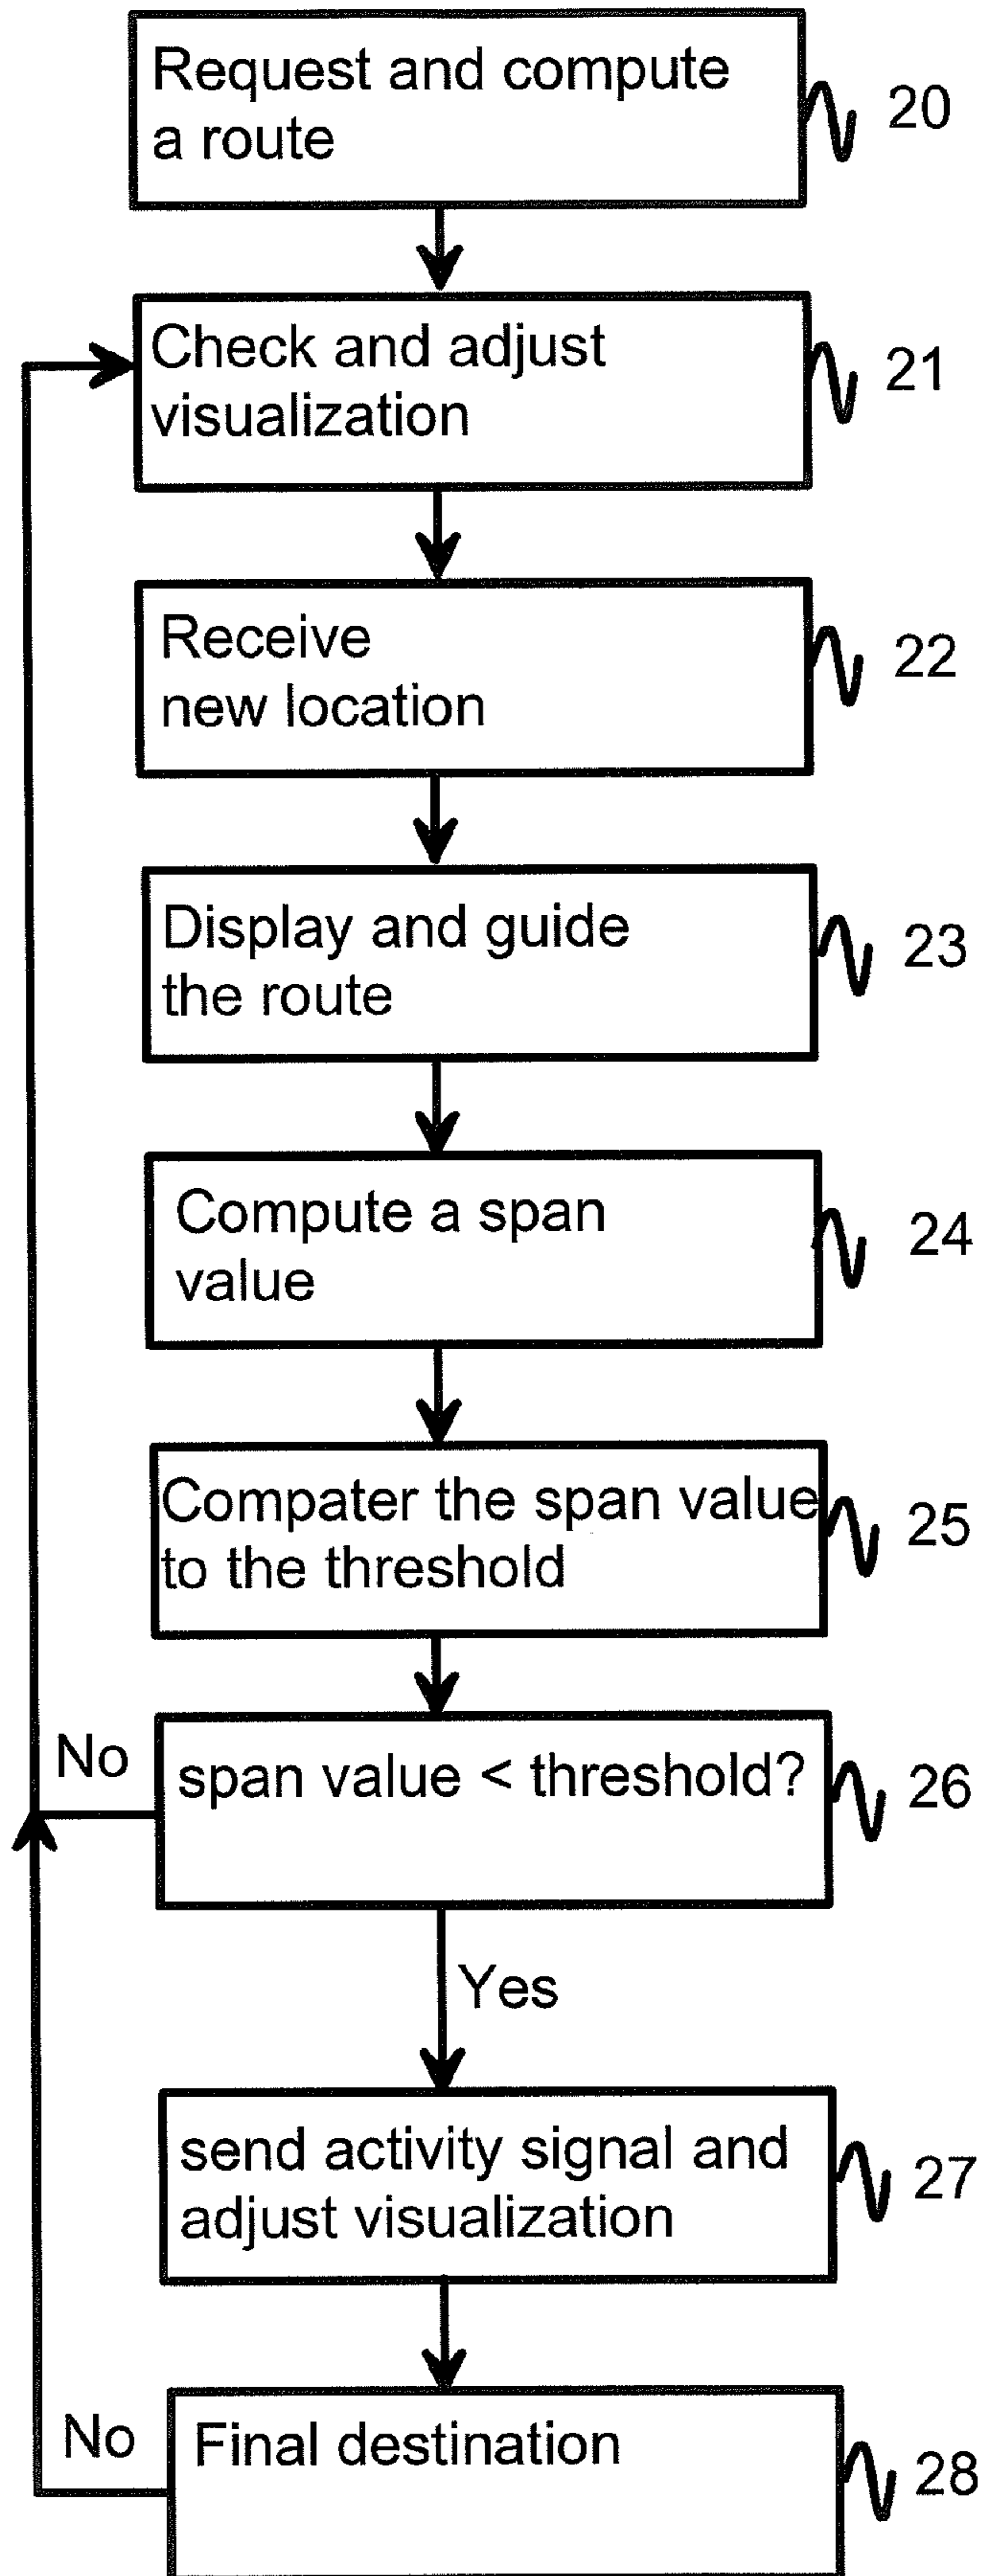 Request and compute
a route
20
Check and adjust
visualization
21
Receive
new location
22
Display and guide
the route
23
Compute a span
value
24
Compater the span value
to the threshold
25
No
span value < threshold?
26
Yes
send activity signal and
adjust visualization
27
No
Final destination
28